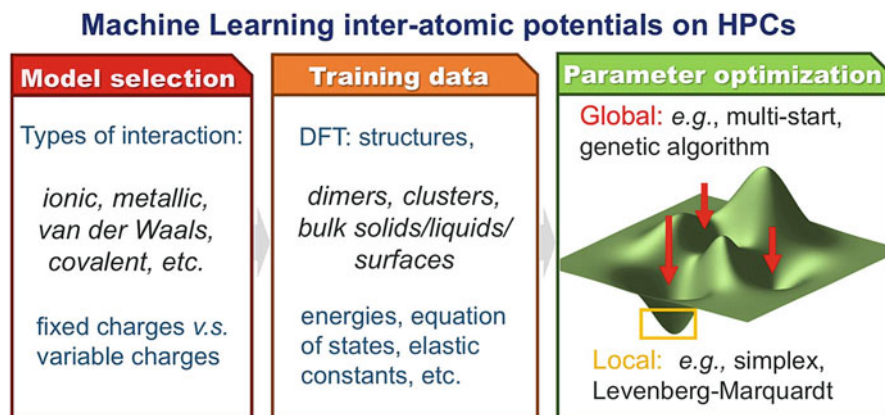 Machine Learning inter-atomic potentials on HPCs
Model selection
Types of interaction:
ionic, metallic,
van der Waals,
covalent, etc.
fixed charges v.s.
variable charges
Training data
DFT: structures,
dimers, clusters,
bulk solids/liquids/
surfaces
energies, equation
of states, elastic
constants, etc.
Parameter optimization
Global: e.g., multi-start,
genetic algorithm
Local: e.g., simplex,
Levenberg-Marquardt